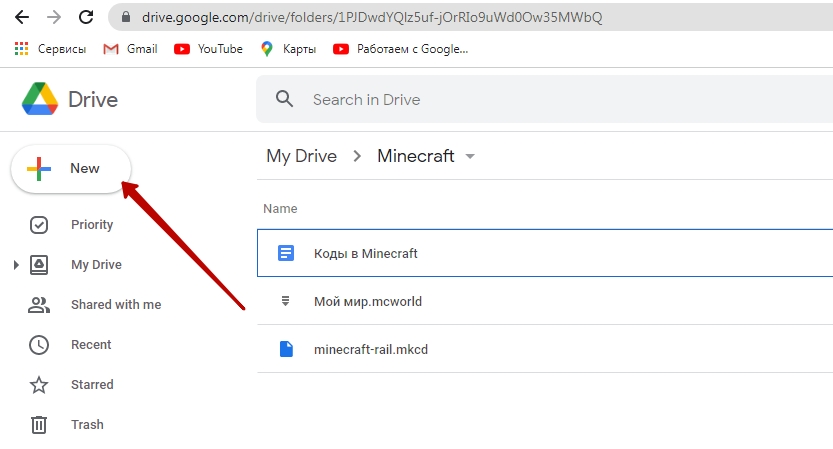 drive.google.com/drive/folders/1PJDwdYQlz5uf-jOrRIo9uWd0Ow35MWbQ
Сервисы Gmail YouTube Карты Работаем с Google...
Drive Search in Drive
New My Drive > Minecraft
Name
Priority Коды в Minecraft
My Drive
Shared with me Мой мир.mcworld
Recent minecraft-rail.mkcd
Starred
Trash